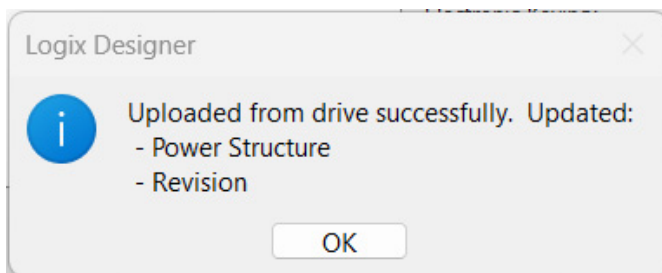 Logix Designer
Uploaded from drive successfully.  Updated:
- Power Structure
- Revision
OK